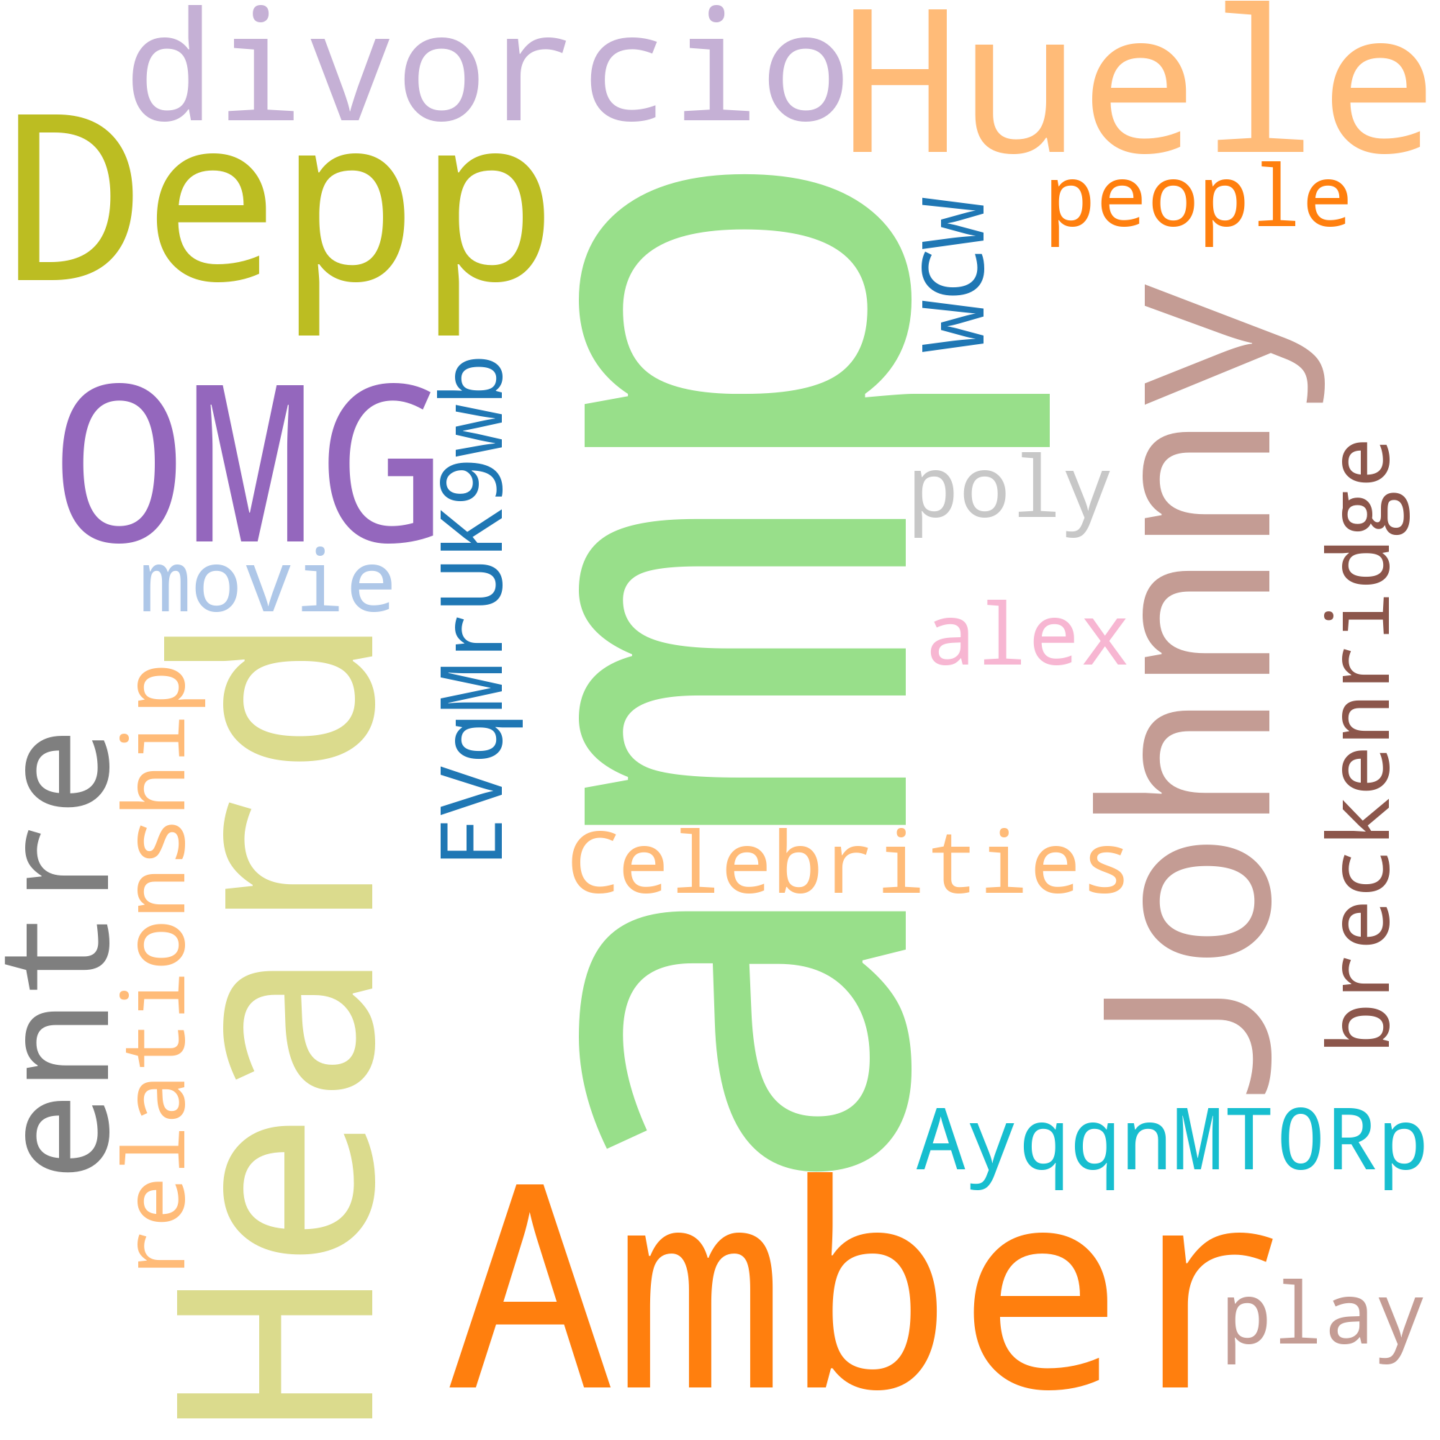 divorcio
Huele
Depp
people
WCW
amp
OMG
EVqMrUK9wb
Johnny
poly
breckenridge
movie
alex
Heard
relationship
entre
Celebrities
AyqqnMTORp
Amber
play